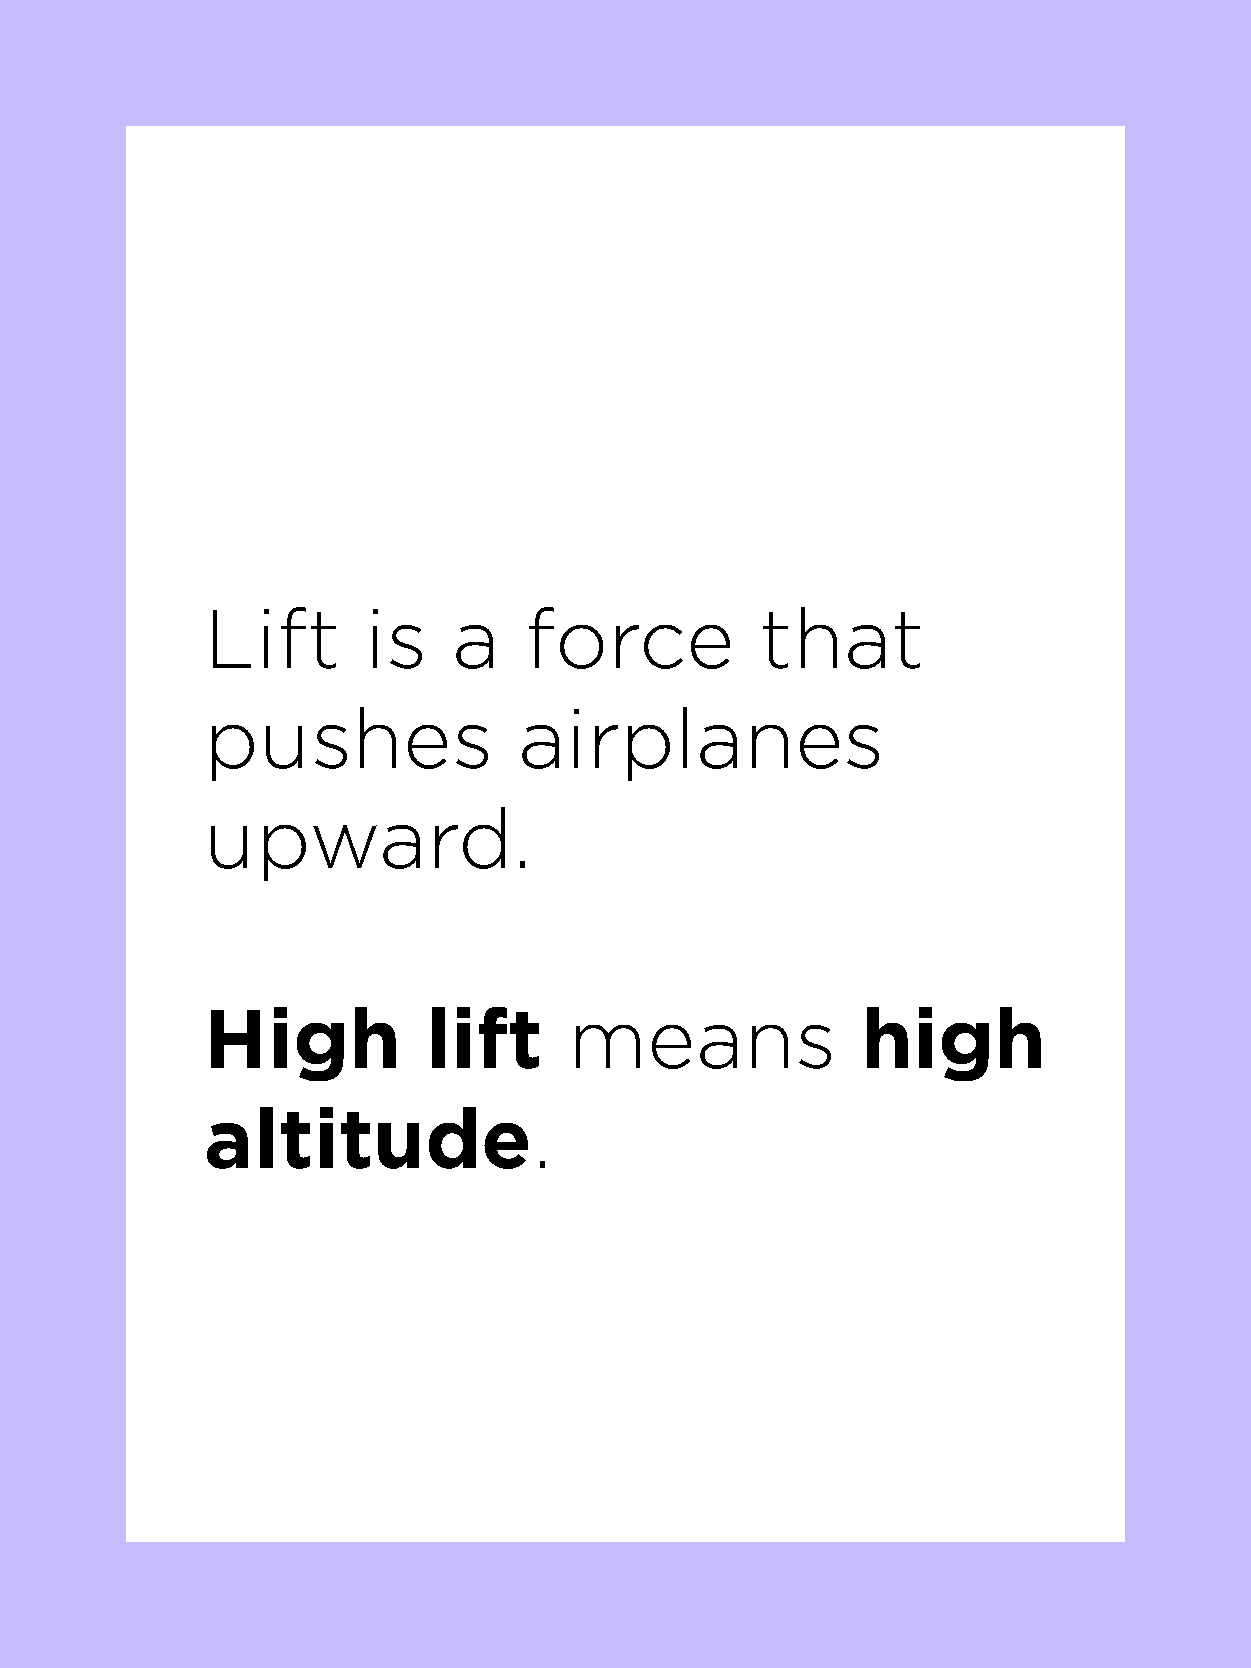 Lift is a force that
pushes airplanes
upward.
High lift means high
altitude.